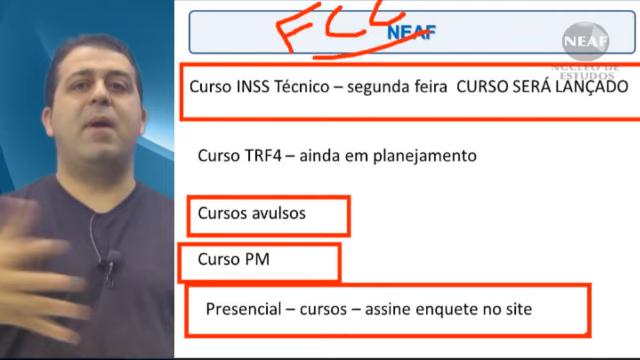 FCC
NEAF
NEAF
NÚCLEO DE
ESTUDOS
Curso INSS Técnico – segunda feira CURSO SERÁ LANÇADO
Curso TRF4 – ainda em planejamento
Cursos avulsos
Curso PM
Presencial – cursos – assine enquete no site